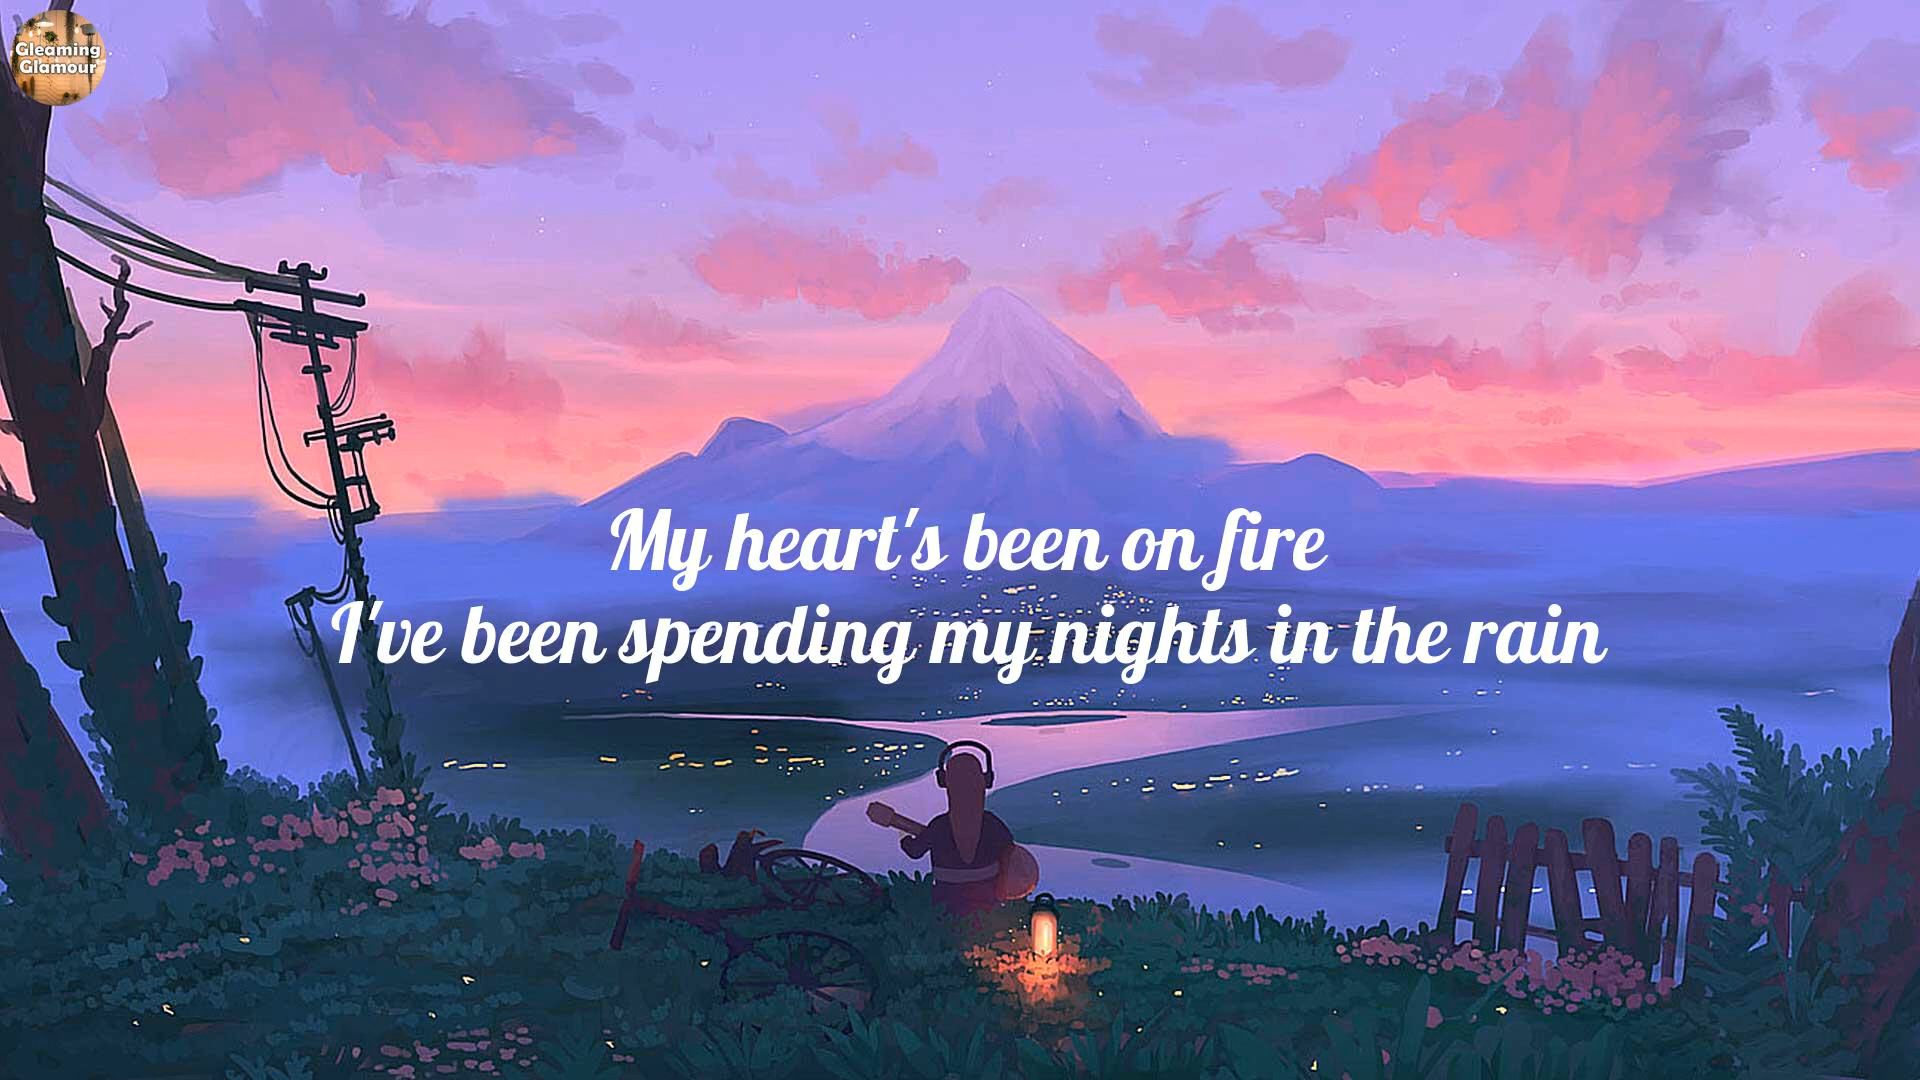 Gleaming
Glamour
My heart's been on fire
I've been spending my nights in the rain